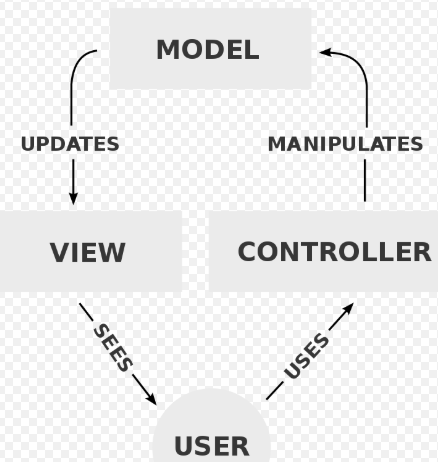 MODEL
UPDATES
MANIPULATES
VIEW
CONTROLLER
SEES
USES
USER